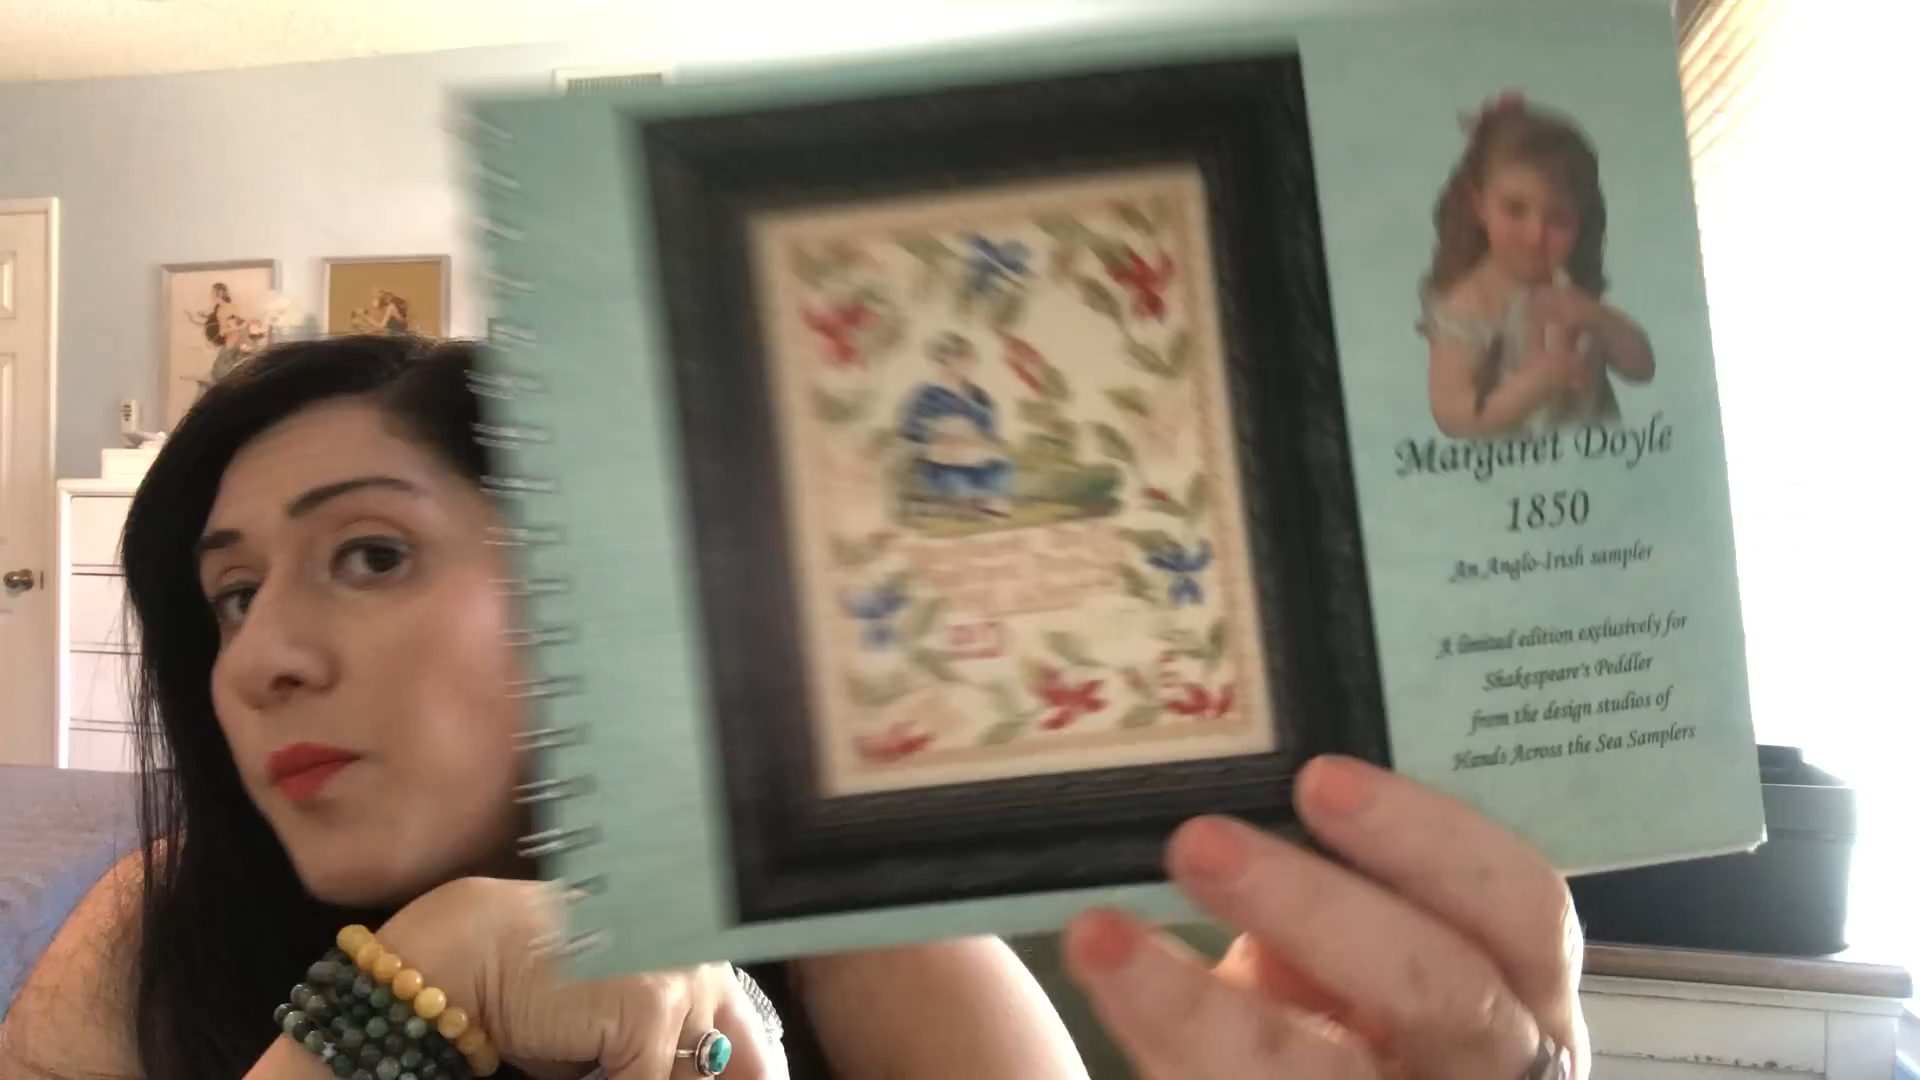 Margaret Doyle
1850
An Anglo-Irish sampler
A limited edition exclusively for
Shakespeare's Peddler
from the design studios of
Hands Across the Sea Samplers